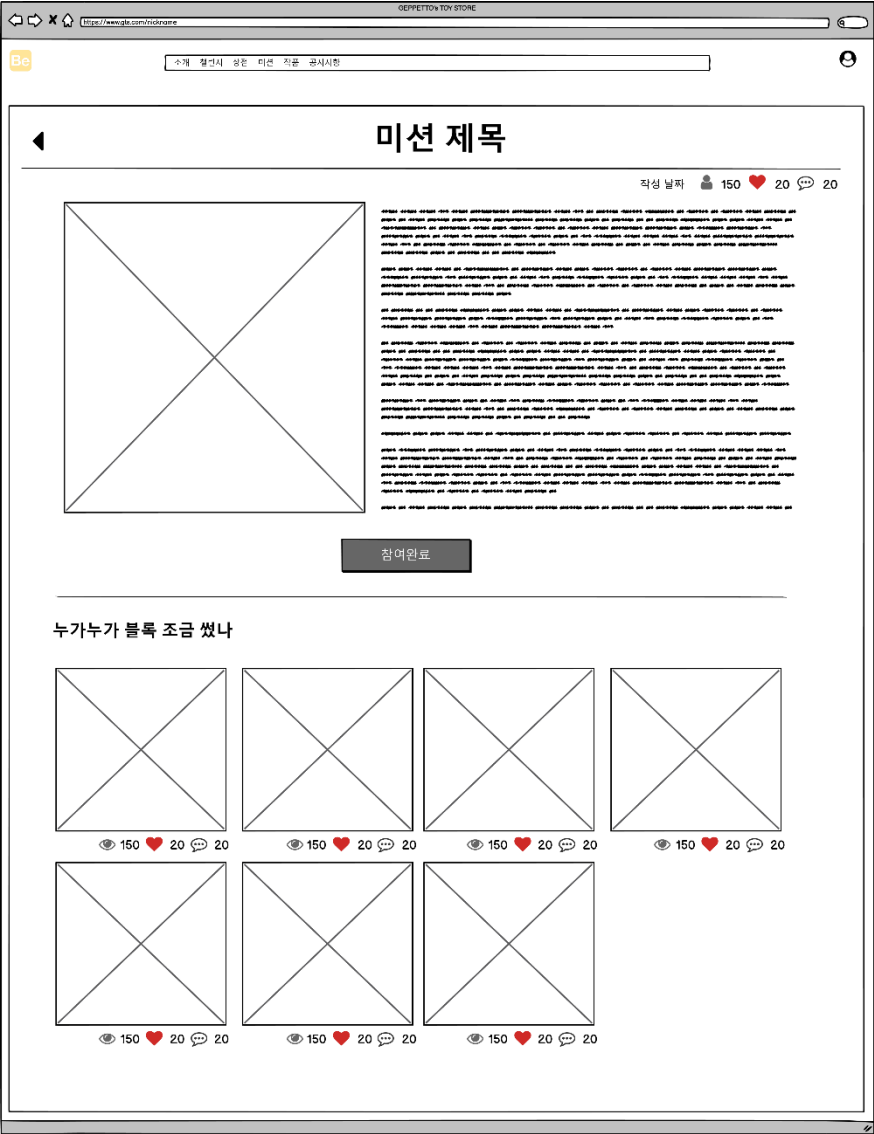 GEPPETTO's TOY STORE
https://www.gls.com/nickname
Be
소개 챌린지 상점 미션 작품 공지사항
미션 제목
작성 날짜 150 20 20
참여완료
누가누가 블록 조금 썼나
150 20 20 150 20 20 150 20 20 150 20 20
150 20 20 150 20 20 150 20 20